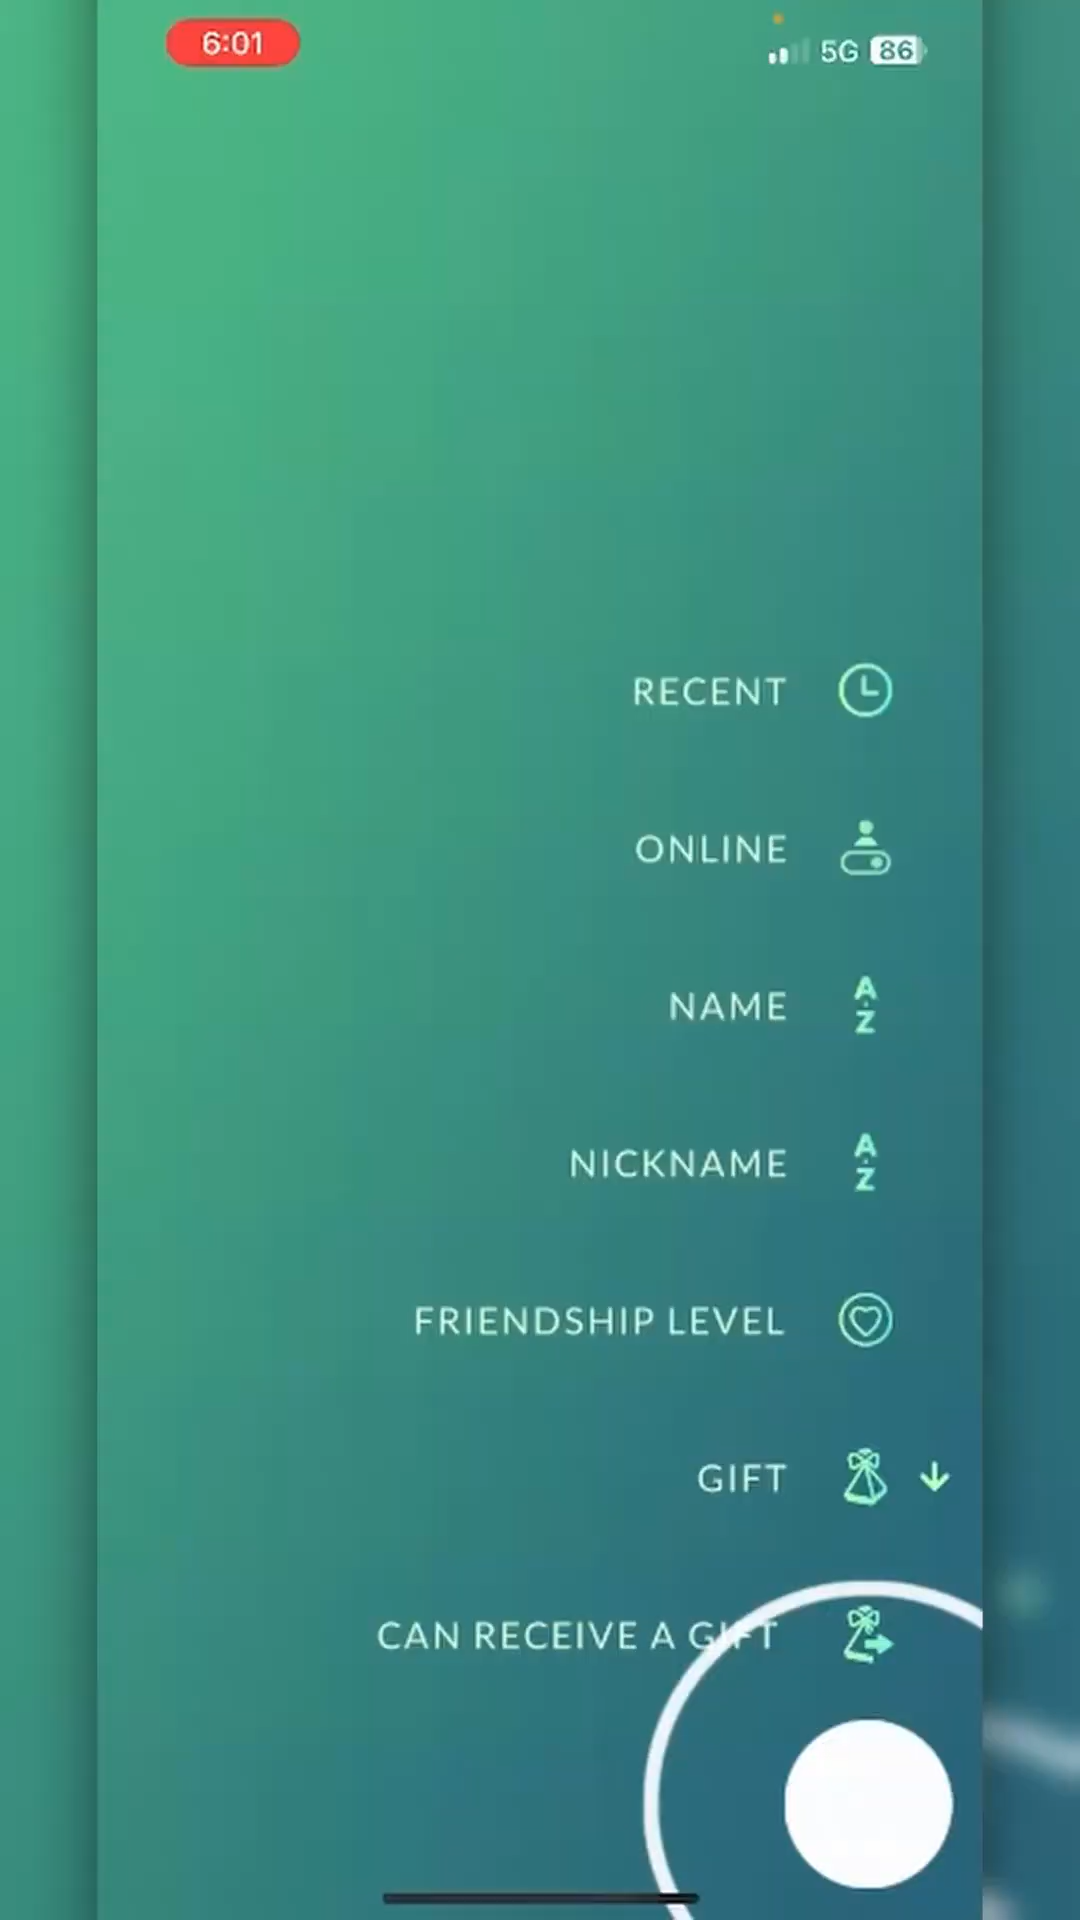 6:01
5G 86
RECENT
ONLINE
A
Z
NAME
A
Z
NICKNAME
FRIENDSHIP LEVEL
GIFT
CAN RECEIVE A GIFT